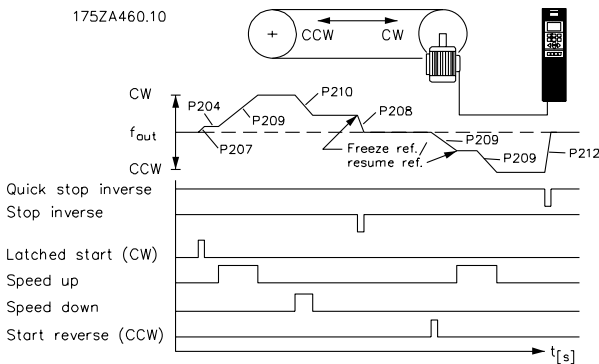 175ZA460.10
CCW CW
CW
P204
P209
P210
P208
fout
P207
Freeze ref./
resume ref.
P209
P209
P212
CCW
Quick stop inverse
Stop inverse
Latched start (CW)
Speed up
Speed down
Start reverse (CCW)
t[s]